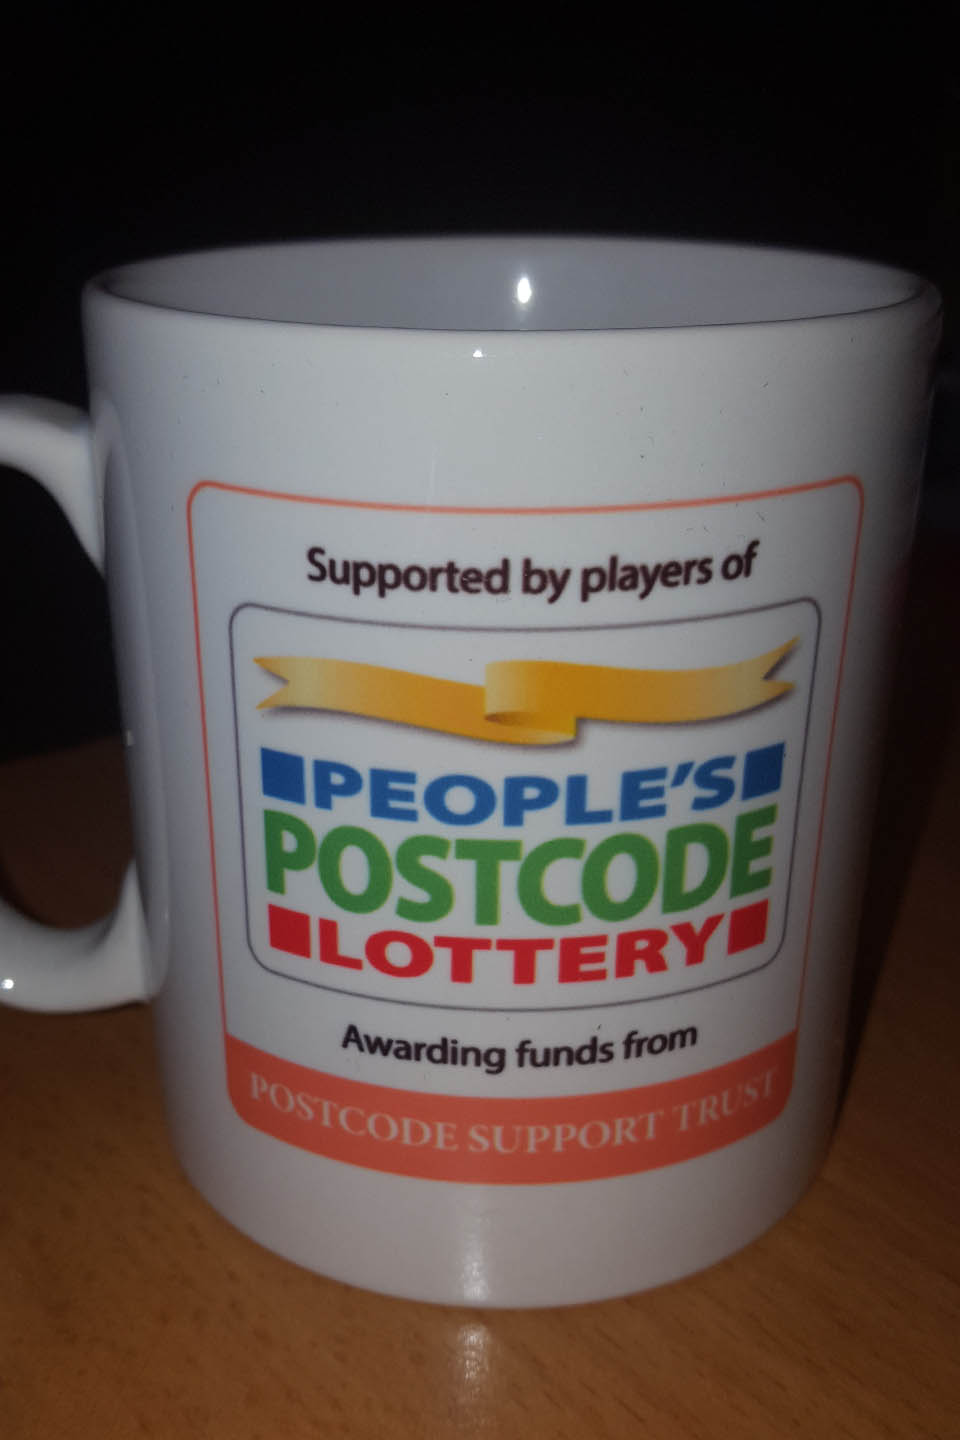 Supported by players of
PEOPLE'S
POSTCODE
LOTTERY
Awarding funds from
POSTCODE SUPPORT TRUST